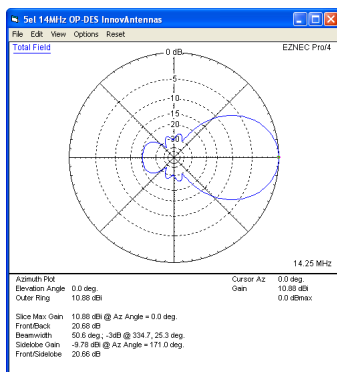 5el 14MHz OP-DES InnovAntennas
File Edit View Options Reset
Total Field
EZNEC Pro/4
0 dB
-5
-10
-15
-20
-30
14.25 MHz
Azimuth Plot
Elevation Angle 0.0 deg.
Outer Ring 10.88 dBi
Cursor Az 0.0 deg.
Gain 10.88 dBi
0.0 dBmax
Slice Max Gain 10.88 dBi @ Az Angle = 0.0 deg.
Front/Back 20.68 dB
Beamwidth 50.6 deg.; -3dB @ 334.7, 25.3 deg.
Sidelobe Gain -9.78 dBi @ Az Angle = 171.0 deg.
Front/Sidelobe 20.66 dB